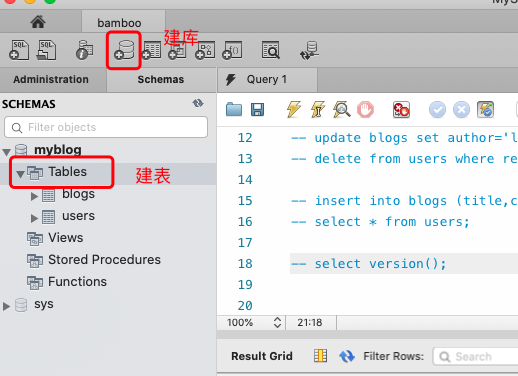 MyS
bamboo
建库
Administration
Schemas
Query 1
SCHEMAS
Filter objects
myblog
Tables
建表
blogs
users
Views
Stored Procedures
Functions
sys
12 -- update blogs set author='l
13 -- delete from users where re
14
15 -- insert into blogs (title,c
16 -- select * from users;
17
18 -- select version();
19
20
100%
21:18
Result Grid
Filter Rows:
Search